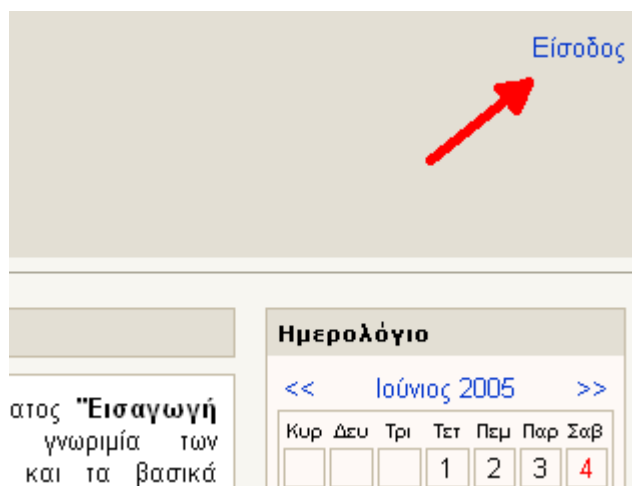 Είσοδος
Ημερολόγιο
<< Ιούνιος 2005 >>
Κυρ Δευ Τρι Τετ Πεμ Παρ Σαβ
1 2 3 4
ατος "Εισαγωγή
γνωριμία των
και τα βασικά